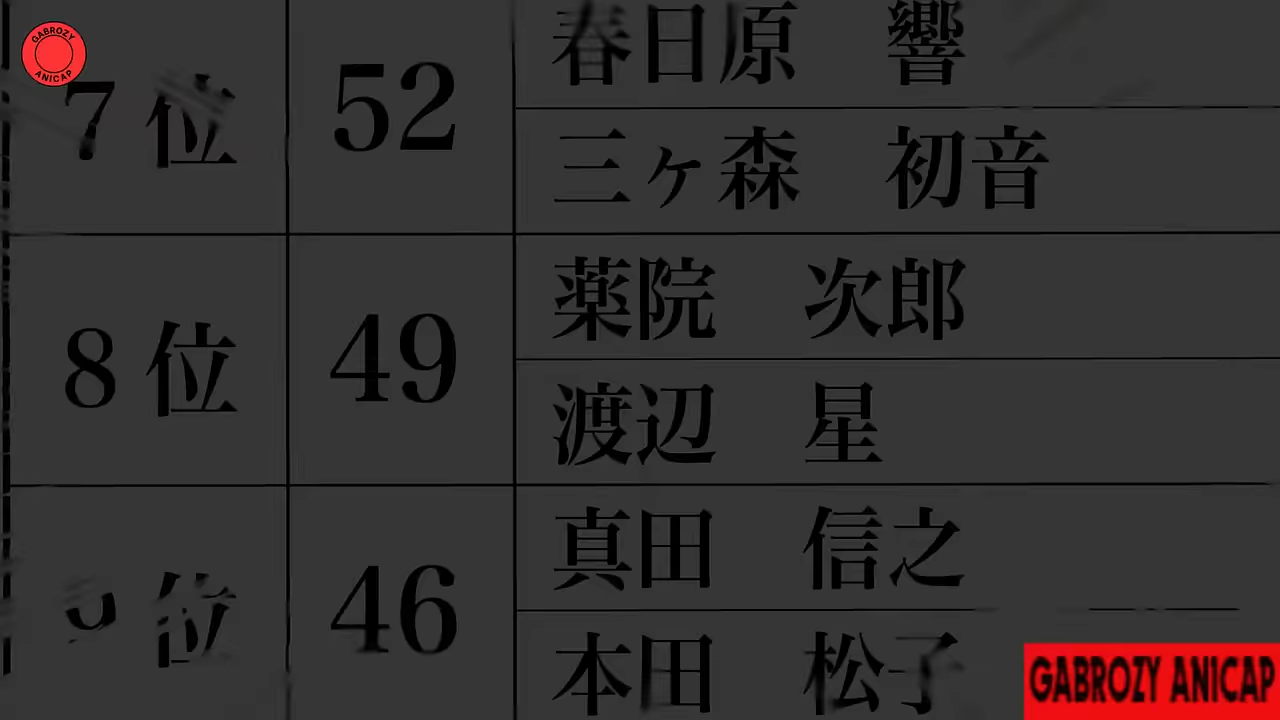 GABROZY
ANICAP
7位 52 春日原 響
三ヶ森 初音
8位 49 薬院 次郎
渡辺 星
9位 46 真田 信之
本田 松子
GABROZY ANICAP